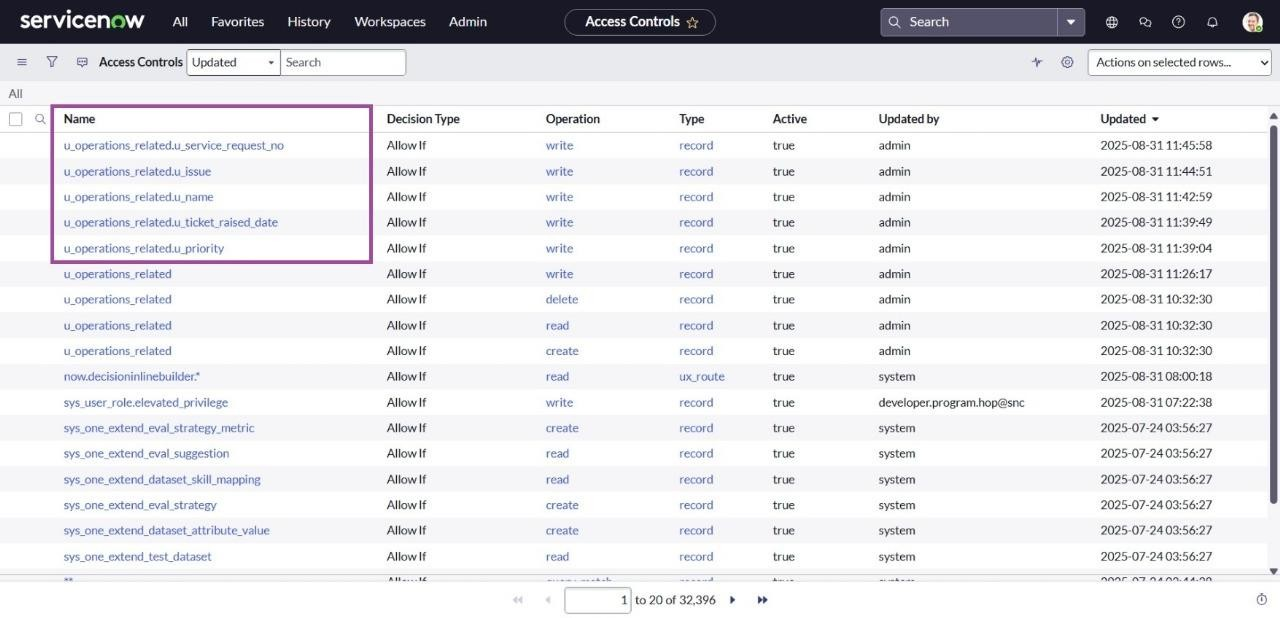 servicenow All Favorites History Workspaces Admin Access Controls Search
Access Controls Updated Search Actions on selected rows...
All
Name Decision Type Operation Type Active Updated by Updated
u_operations_related.u_service_request_no Allow If write record true admin 2025-08-31 11:45:58
u_operations_related.u_issue Allow If write record true admin 2025-08-31 11:44:51
u_operations_related.u_name Allow If write record true admin 2025-08-31 11:42:59
u_operations_related.u_ticket_raised_date Allow If write record true admin 2025-08-31 11:39:49
u_operations_related.u_priority Allow If write record true admin 2025-08-31 11:39:04
u_operations_related Allow If write record true admin 2025-08-31 11:26:17
u_operations_related Allow If delete record true admin 2025-08-31 10:32:30
u_operations_related Allow If read record true admin 2025-08-31 10:32:30
u_operations_related Allow If create record true admin 2025-08-31 10:32:30
now.decisioninlinebuilder.* Allow If read ux_route true system 2025-08-31 08:00:18
sys_user_role.elevated_privilege Allow If write record true developer.program.hop@snc 2025-08-31 07:22:38
sys_one_extend_eval_strategy_metric Allow If create record true system 2025-07-24 03:56:27
sys_one_extend_eval_suggestion Allow If read record true system 2025-07-24 03:56:27
sys_one_extend_dataset_skill_mapping Allow If read record true system 2025-07-24 03:56:27
sys_one_extend_eval_strategy Allow If create record true system 2025-07-24 03:56:27
sys_one_extend_dataset_attribute_value Allow If create record true system 2025-07-24 03:56:27
sys_one_extend_test_dataset Allow If read record true system 2025-07-24 03:56:27
1 to 20 of 32,396